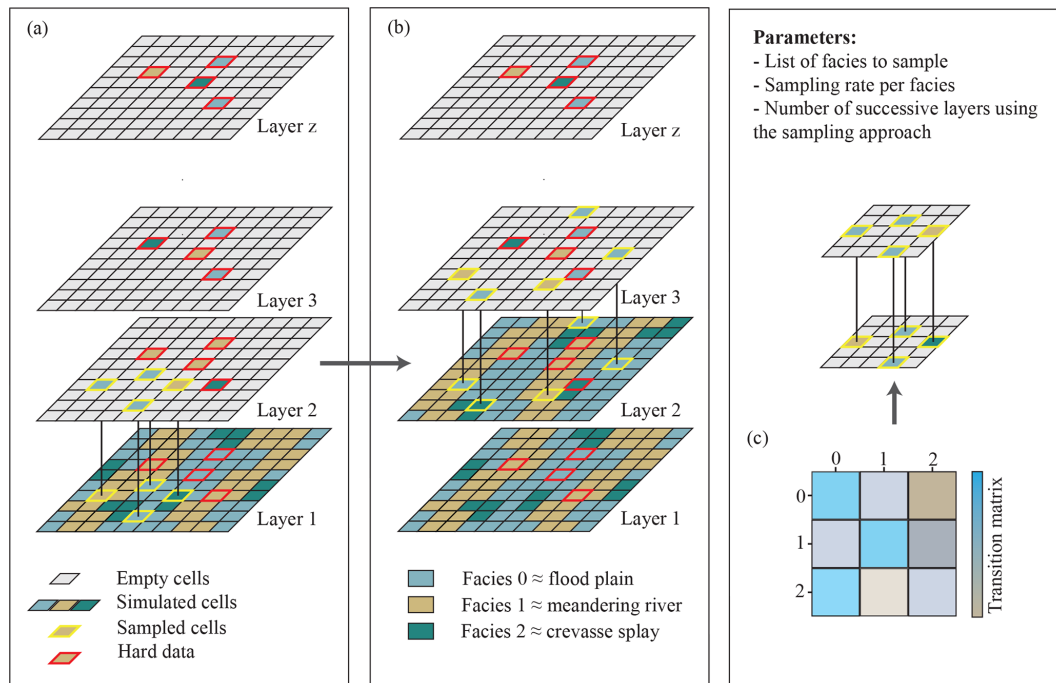 (a)
Layer z
Layer 3
Layer 2
Layer 1
Empty cells
Simulated cells
Sampled cells
Hard data
(b)
Layer z
Layer 3
Layer 2
Layer 1
Facies 0 ≈ flood plain
Facies 1 ≈ meandering river
Facies 2 ≈ crevasse splay
Parameters:
- List of facies to sample
- Sampling rate per facies
- Number of successive layers using
the sampling approach
(c)
0 1 2
0
1
2
Transition matrix